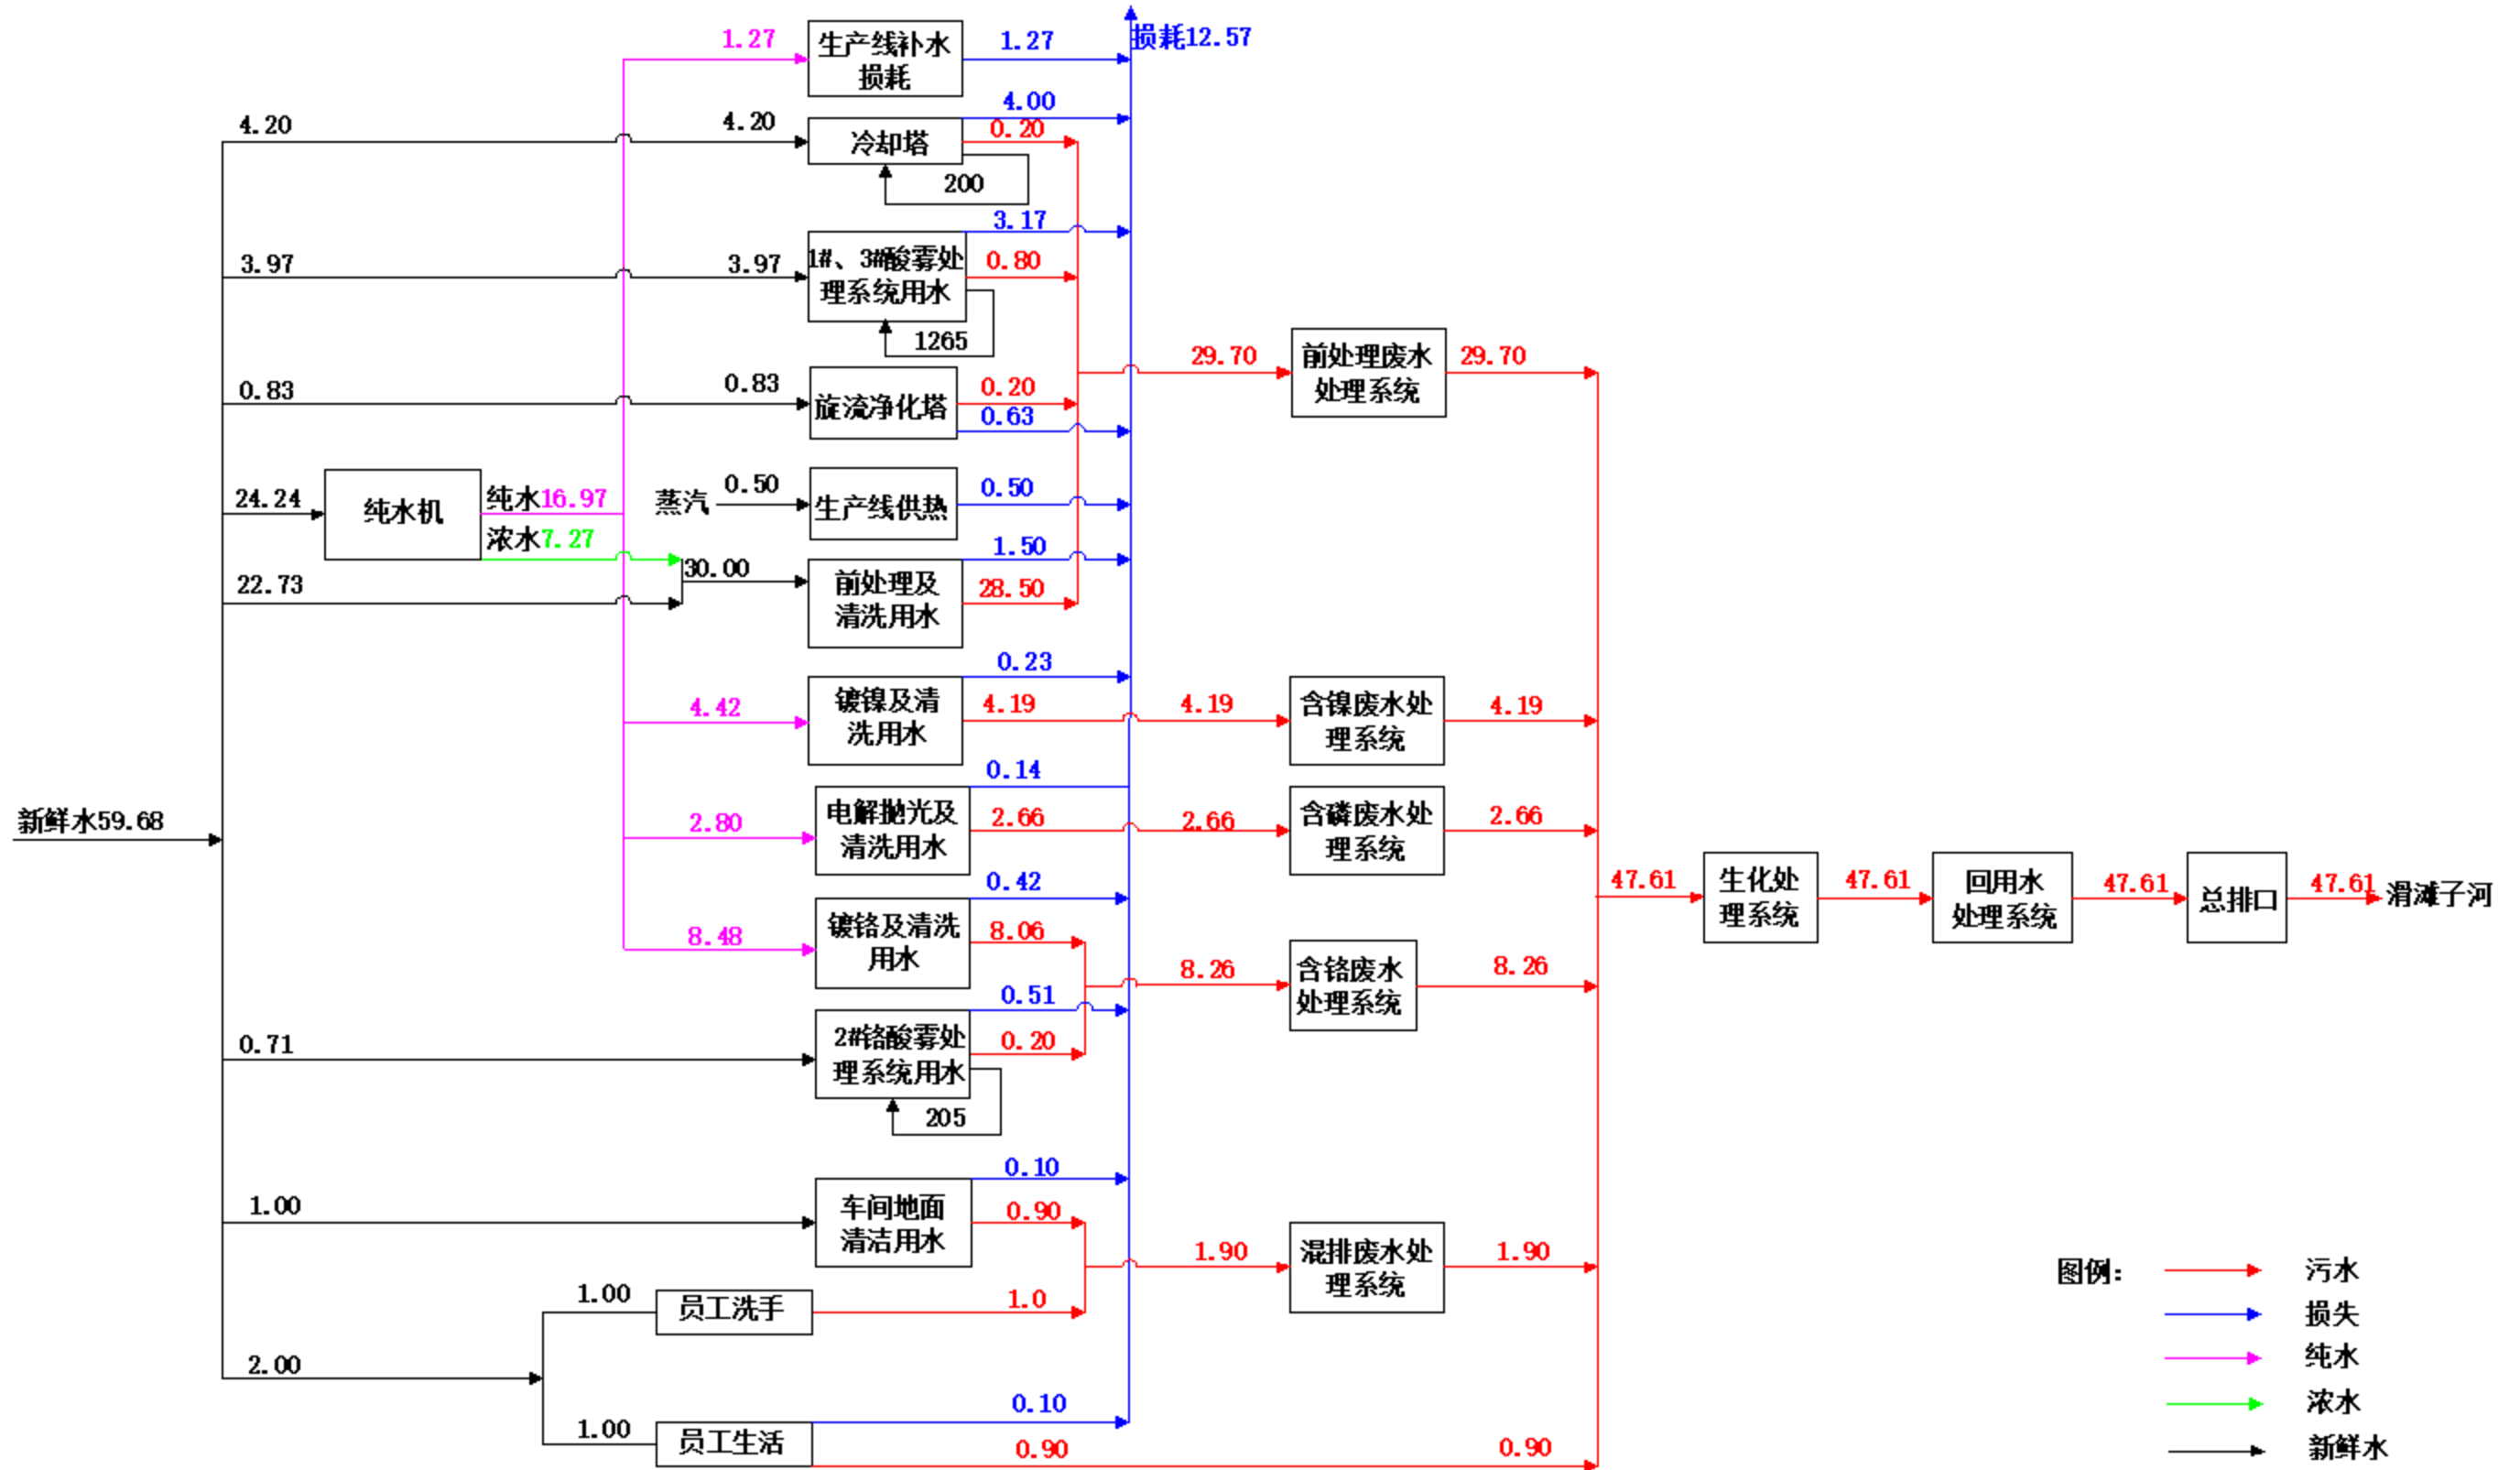 损耗12.57
1.27
生产线补水
损耗
1.27
4.00
4.20
4.20
冷却塔
0.20
200
3.17
3.97
3.97
1#、3#酸雾处
理系统用水
0.80
1265
29.70
前处理废水
处理系统
29.70
0.83
0.83
旋流净化塔
0.20
0.63
24.24
纯水机
纯水16.97
浓水7.27
蒸汽
0.50
生产线供热
0.50
22.73
30.00
前处理及
清洗用水
1.50
28.50
0.23
4.42
镀镍及清
洗用水
4.19
4.19
含镍废水处
理系统
4.19
0.14
新鲜水59.68
2.80
电解抛光及
清洗用水
2.66
2.66
含磷废水处
理系统
2.66
0.42
8.48
镀铬及清洗
用水
8.06
8.26
含铬废水
处理系统
8.26
47.61
生化处
理系统
47.61
回用水
处理系统
47.61
总排口
47.61
滑滩子河
0.51
0.71
2#铬酸雾处
理系统用水
0.20
205
0.10
1.00
车间地面
清洁用水
0.90
1.90
混排废水处
理系统
1.90
1.00
员工洗手
1.0
2.00
0.10
1.00
员工生活
0.90
0.90
图例:
污水
损失
纯水
浓水
新鲜水